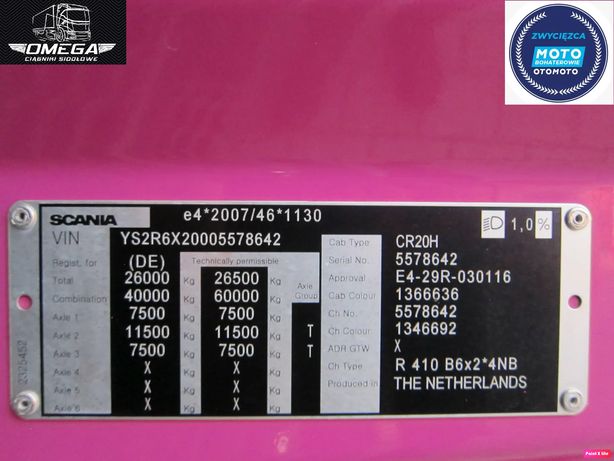 OMEGA
CIĄGNIKI SIODŁOWE
ZWYCIĘZCA
MOTO
BOHATEROWIE
OTOMOTO
SCANIA e4*2007/46*1130 1,0%
VIN YS2R6X20005578642
Regist. for (DE) Technically permissible
Total 26000 Kg 26500 Kg
Combination 40000 Kg 60000 Kg Axle Group
Axle 1 7500 Kg 7500 Kg
Axle 2 11500 Kg 11500 Kg T
Axle 3 7500 Kg 7500 Kg T
Axle 4 X Kg X Kg
Axle 5 X Kg X Kg
Axle 6 X Kg X Kg
Cab Type CR20H
Serial No. 5578642
Approval E4-29R-030116
Cab Colour 1366636
Ch No. 5578642
Ch Colour 1346692
ADR GTW X
Ch Type R 410 B6x2*4NB
Produced in THE NETHERLANDS
2325452